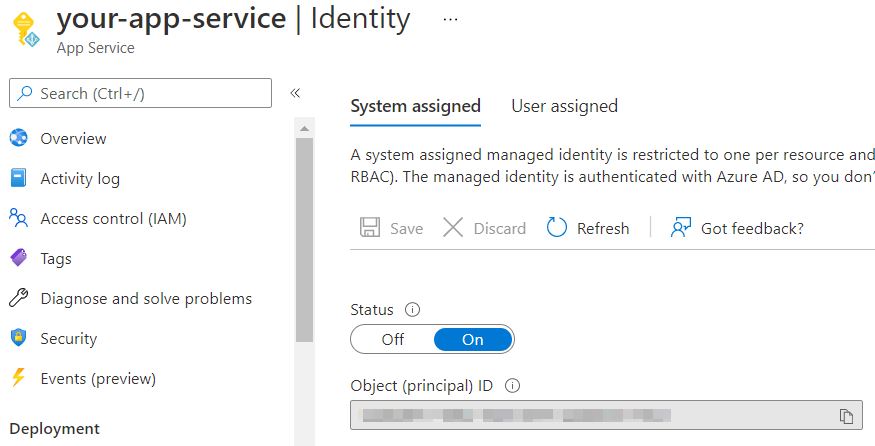 your-app-service | Identity ...
App Service
Search (Ctrl+/) «
Overview
Activity log
Access control (IAM)
Tags
Diagnose and solve problems
Security
Events (preview)
Deployment
System assigned User assigned
A system assigned managed identity is restricted to one per resource and
RBAC). The managed identity is authenticated with Azure AD, so you don'
Save Discard Refresh Got feedback?
Status
Off On
Object (principal) ID